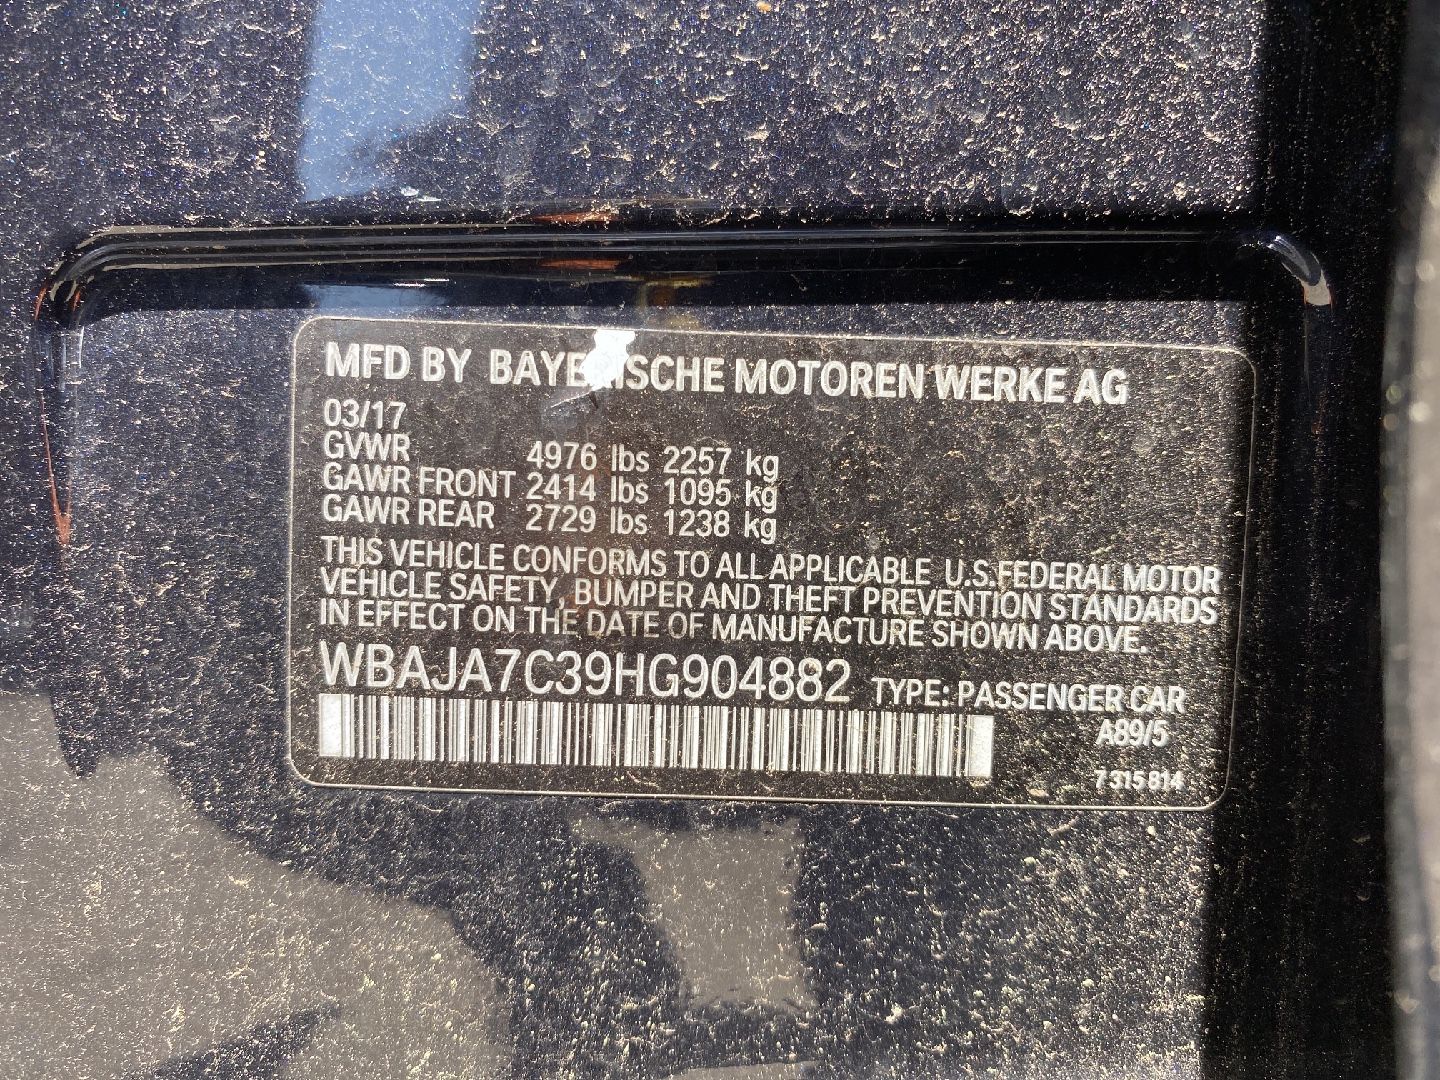 MFD BY BAYERISCHE MOTOREN WERKE AG
03/17
GVWR 4976 lbs 2257 kg
GAWR FRONT 2414 lbs 1095 kg
GAWR REAR 2729 lbs 1238 kg
THIS VEHICLE CONFORMS TO ALL APPLICABLE U.S.FEDERAL MOTOR
VEHICLE SAFETY, BUMPER AND THEFT PREVENTION STANDARDS
IN EFFECT ON THE DATE OF MANUFACTURE SHOWN ABOVE.
WBAJA7C39HG904882 TYPE: PASSENGER CAR
A89/5
7 315 814